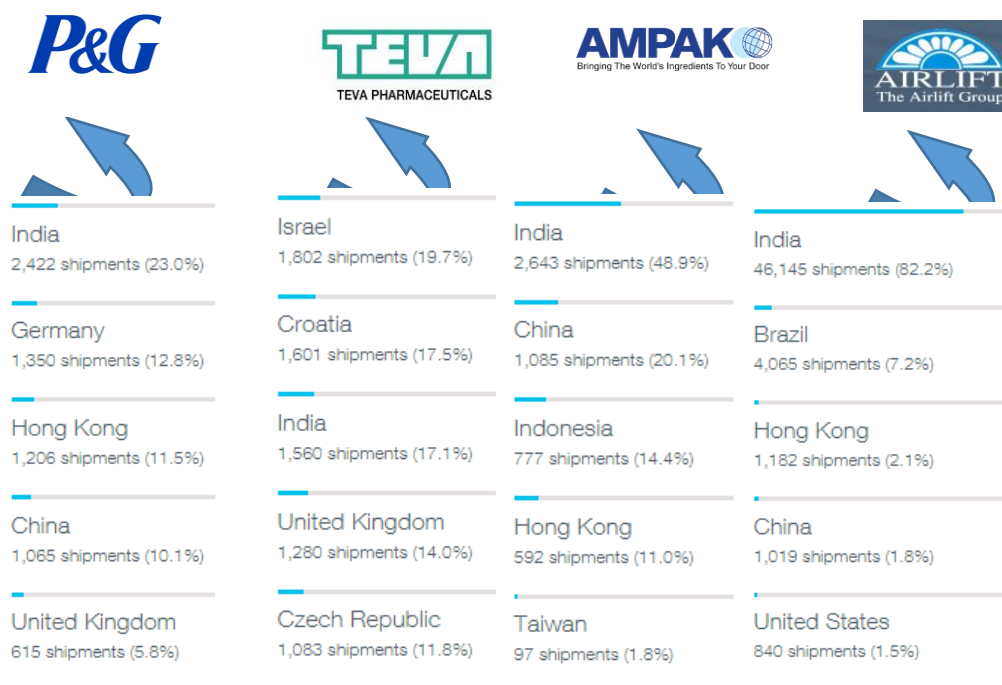 P&G
TEVA
TEVA PHARMACEUTICALS
AMPAK
Bringing The World's Ingredients To Your Door
AIRLIFT
The Airlift Group
India
2,422 shipments (23.0%)
Germany
1,350 shipments (12.8%)
Hong Kong
1,206 shipments (11.5%)
China
1,065 shipments (10.1%)
United Kingdom
615 shipments (5.8%)
Israel
1,802 shipments (19.7%)
Croatia
1,601 shipments (17.5%)
India
1,560 shipments (17.1%)
United Kingdom
1,280 shipments (14.0%)
Czech Republic
1,083 shipments (11.8%)
India
2,643 shipments (48.9%)
China
1,085 shipments (20.1%)
Indonesia
777 shipments (14.4%)
Hong Kong
592 shipments (11.0%)
Taiwan
97 shipments (1.8%)
India
46,145 shipments (82.2%)
Brazil
4,065 shipments (7.2%)
Hong Kong
1,182 shipments (2.1%)
China
1,019 shipments (1.8%)
United States
840 shipments (1.5%)